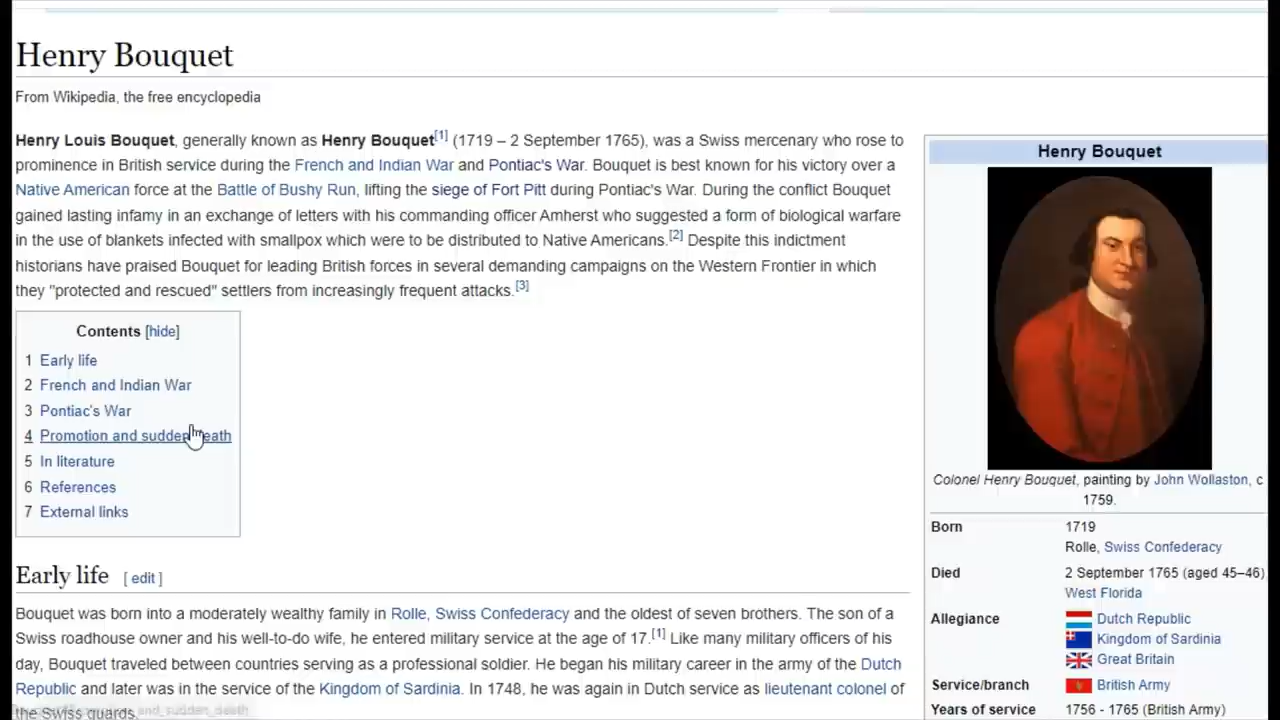 Henry Bouquet
From Wikipedia, the free encyclopedia
Henry Louis Bouquet, generally known as Henry Bouquet[1] (1719 – 2 September 1765), was a Swiss mercenary who rose to
prominence in British service during the French and Indian War and Pontiac's War. Bouquet is best known for his victory over a
Native American force at the Battle of Bushy Run, lifting the siege of Fort Pitt during Pontiac's War. During the conflict Bouquet
gained lasting infamy in an exchange of letters with his commanding officer Amherst who suggested a form of biological warfare
in the use of blankets infected with smallpox which were to be distributed to Native Americans.[2] Despite this indictment
historians have praised Bouquet for leading British forces in several demanding campaigns on the Western Frontier in which
they "protected and rescued" settlers from increasingly frequent attacks.[3]
Contents [hide]
1 Early life
2 French and Indian War
3 Pontiac's War
4 Promotion and sudden death
5 In literature
6 References
7 External links
Early life [ edit ]
Bouquet was born into a moderately wealthy family in Rolle, Swiss Confederacy and the oldest of seven brothers. The son of a
Swiss roadhouse owner and his well-to-do wife, he entered military service at the age of 17.[1] Like many military officers of his
day, Bouquet traveled between countries serving as a professional soldier. He began his military career in the army of the Dutch
Republic and later was in the service of the Kingdom of Sardinia. In 1748, he was again in Dutch service as lieutenant colonel of
the Swiss guards.
Henry Bouquet
Colonel Henry Bouquet, painting by John Wollaston, c
1759.
Born 1719
Rolle, Swiss Confederacy
Died 2 September 1765 (aged 45–46)
West Florida
Allegiance Dutch Republic
Kingdom of Sardinia
Great Britain
Service/branch British Army
Years of service 1756 - 1765 (British Army)